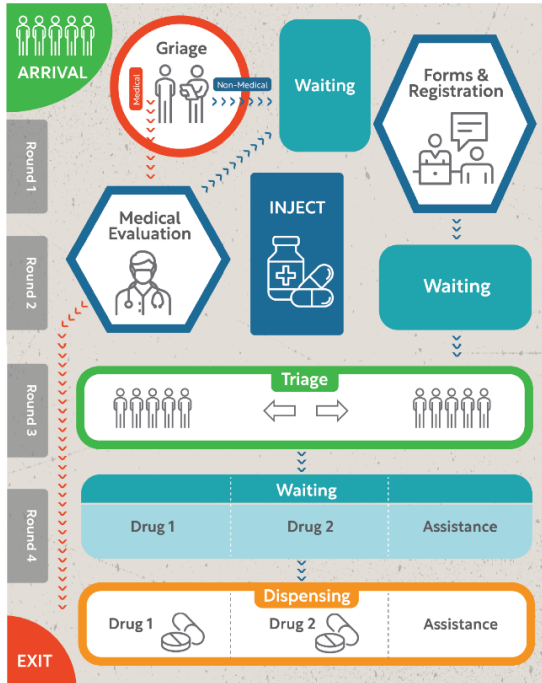 ARRIVAL
Griage
Medical
Non-Medical
Waiting
Forms &
Registration
Round 1
Medical
Evaluation
INJECT
Round 2
Waiting
Round 3
Triage
Round 4
Waiting
Drug 1
Drug 2
Assistance
Dispensing
Drug 1
Drug 2
Assistance
EXIT